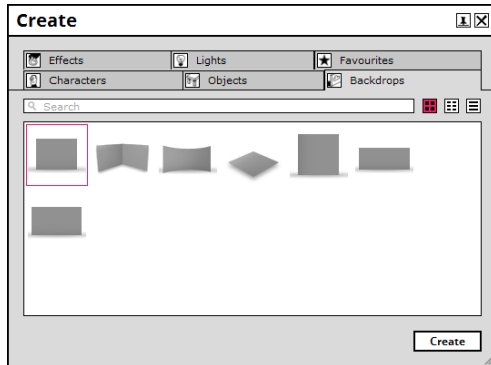 Create
Effects Lights Favourites
Characters Objects Backdrops
Search
Create